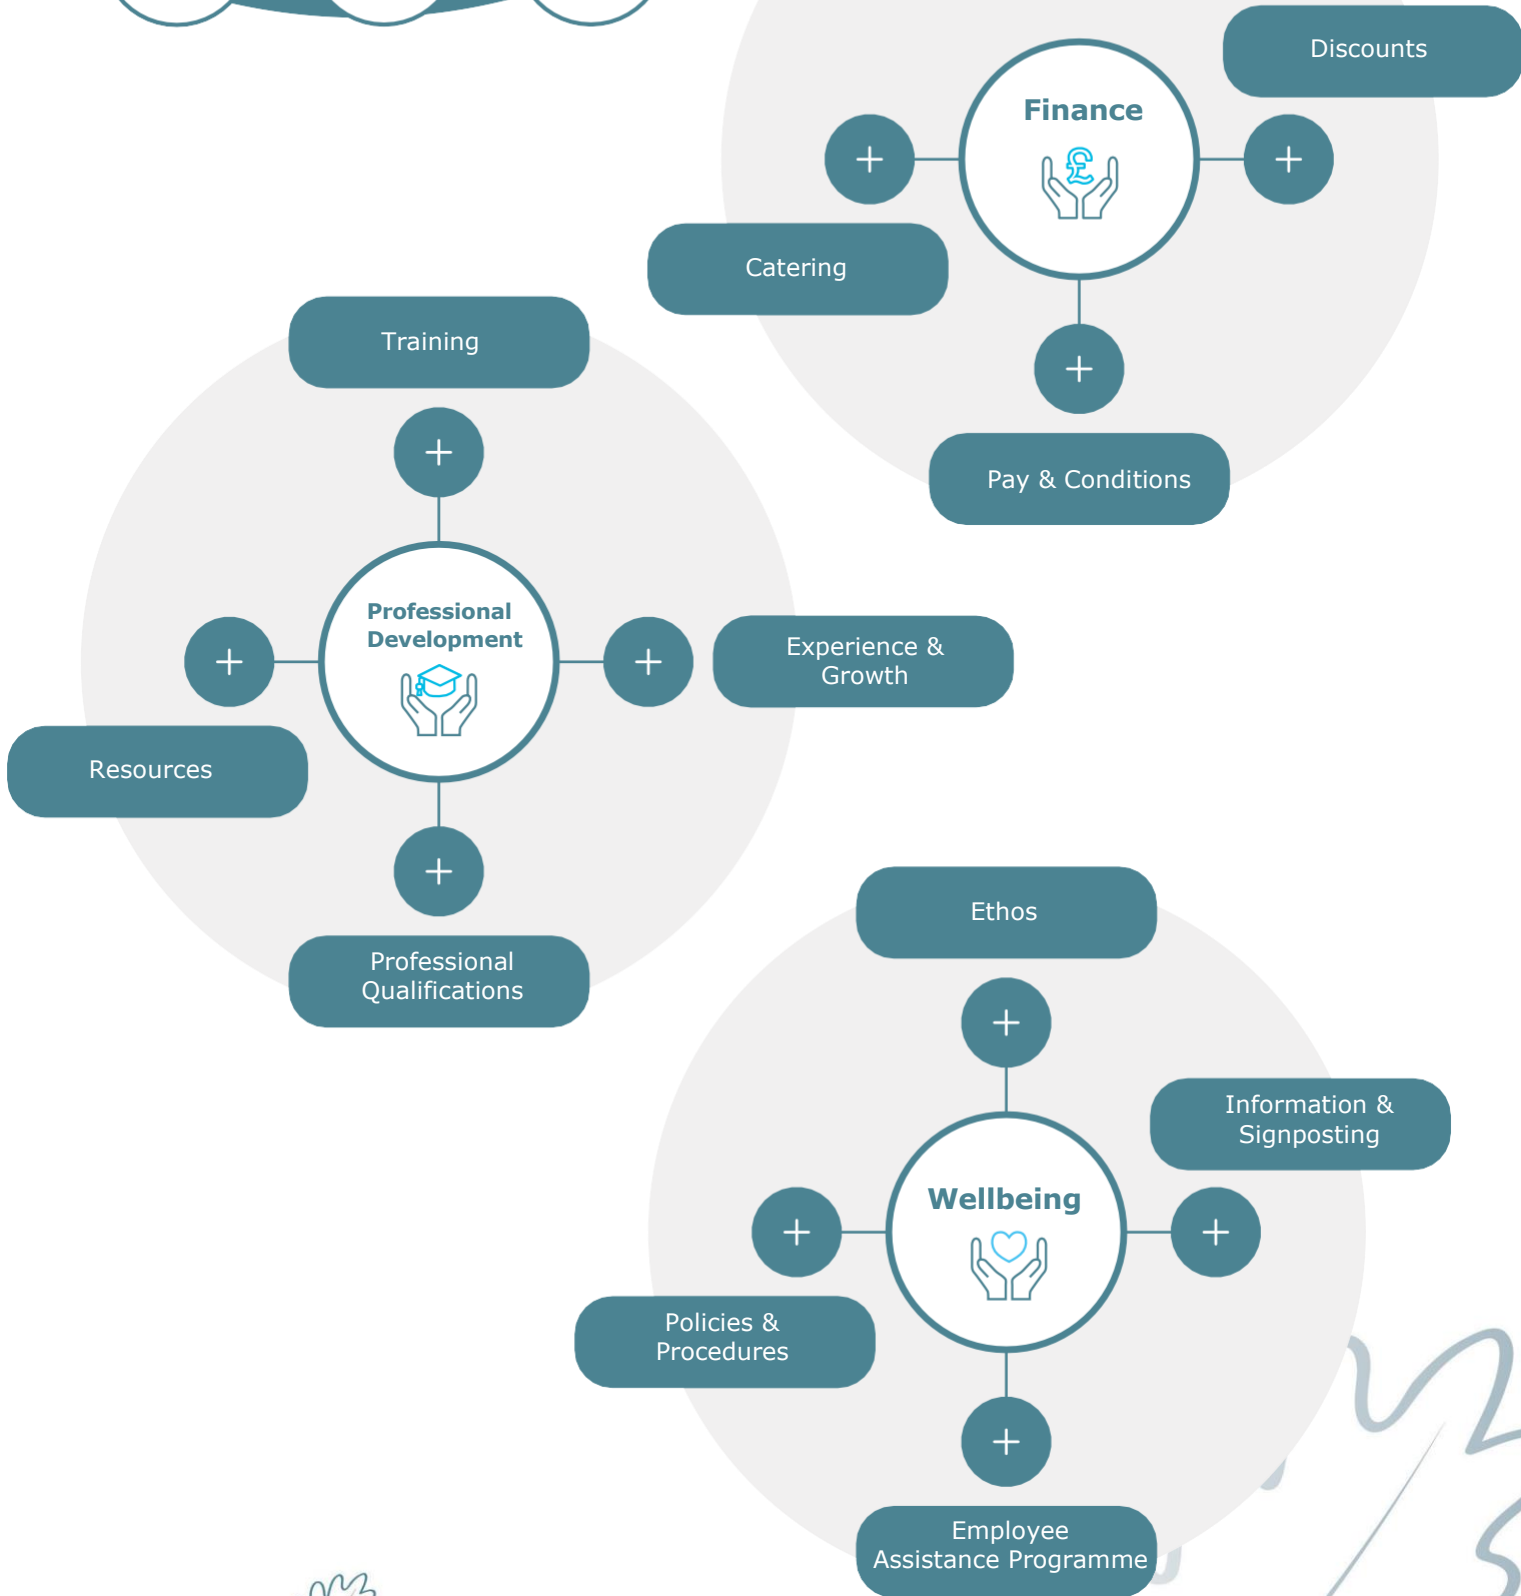 Discounts
Finance
Catering
Pay & Conditions
Training
Professional
Development
Experience &
Growth
Resources
Professional
Qualifications
Ethos
Information &
Signposting
Wellbeing
Policies &
Procedures
Employee
Assistance Programme